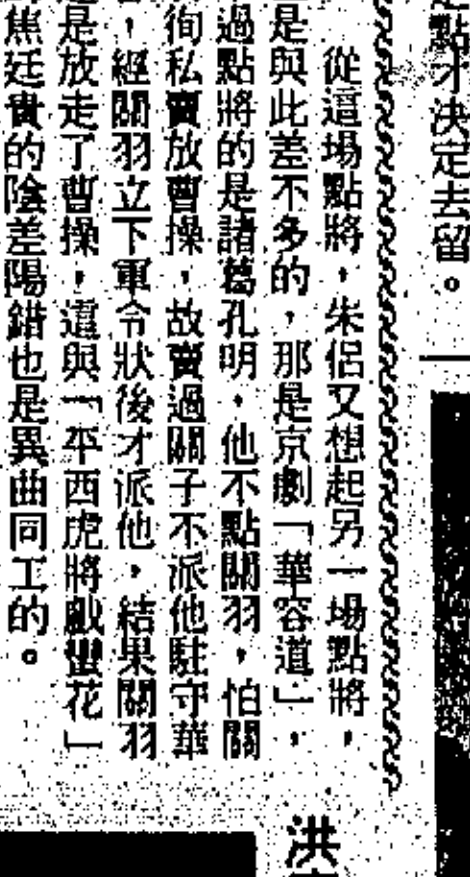 點才決定去留。
從這場點將，朱侶又想起另一場點將，
是與此差不多的，那是京劇「華容道」，
過點將的是諸葛孔明，他不點關羽，怕關
徇私賣放曹操，故賣過關子不派他駐守華
，經關羽立下軍令狀後才派他，結果關羽
是放走了曹操，這與「平西虎將戲蠻花」
焦廷貴的陰差陽錯也是異曲同工的。
洪